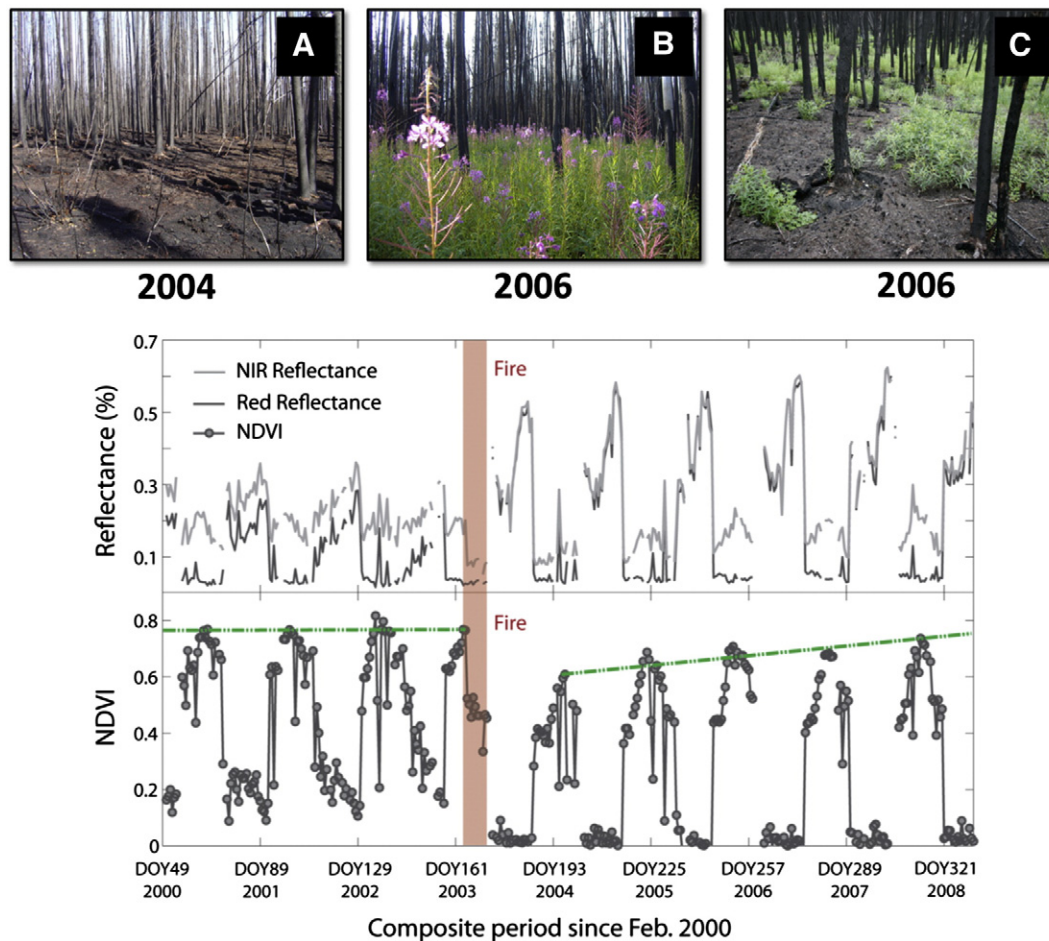 A
B
C
2004
2006
2006
0.7
0.5
0.3
0.1
Reflectance (%)
NIR Reflectance
Red Reflectance
NDVI
Fire
0.8
0.6
0.4
0.2
0
NDVI
Fire
DOY49 DOY89 DOY129 DOY161 DOY193 DOY225 DOY257 DOY289 DOY321
2000 2001 2002 2003 2004 2005 2006 2007 2008
Composite period since Feb. 2000